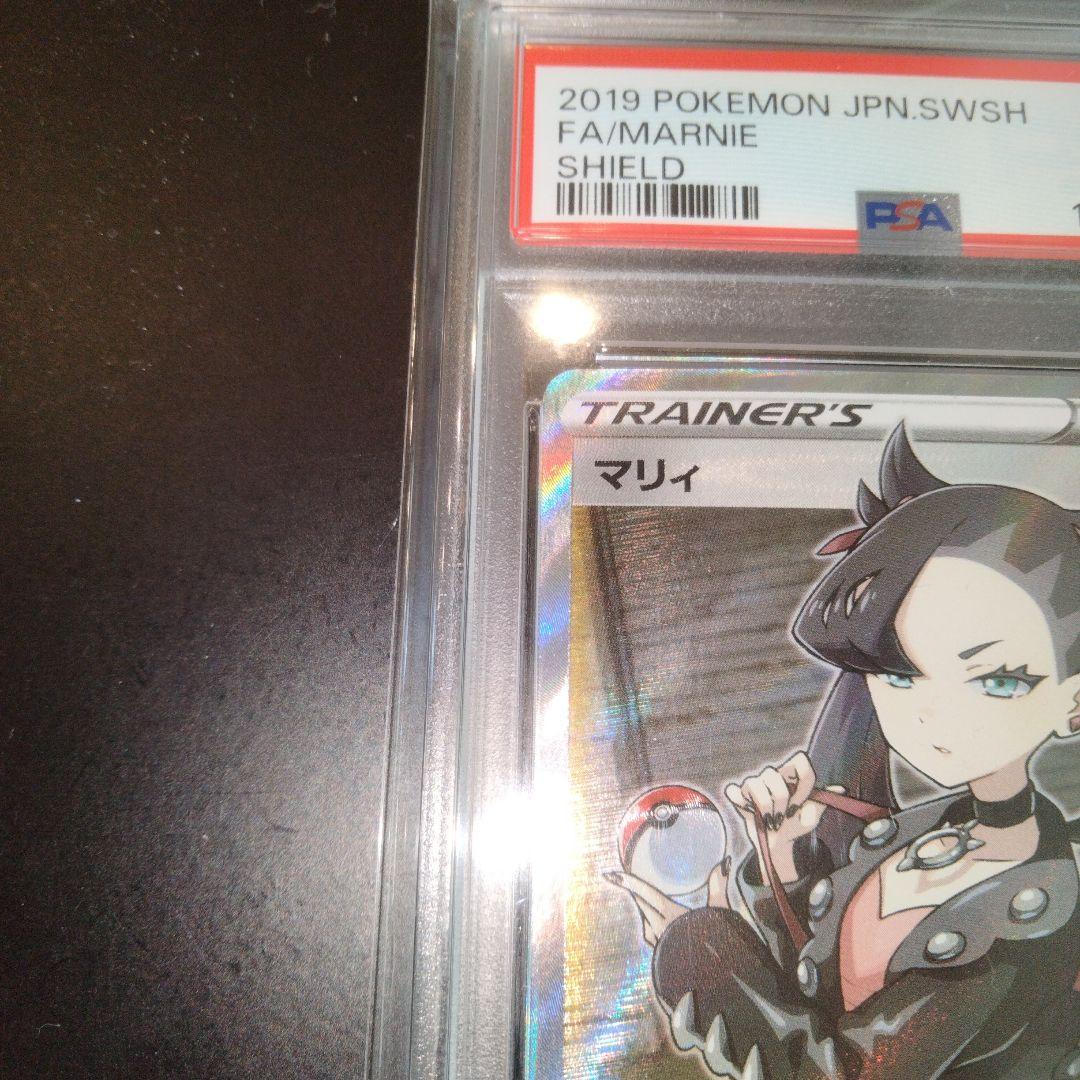 2019 POKEMON JPN.SWSH
FA/MARNIE
SHIELD
PSA
TRAINER'S
マリィ